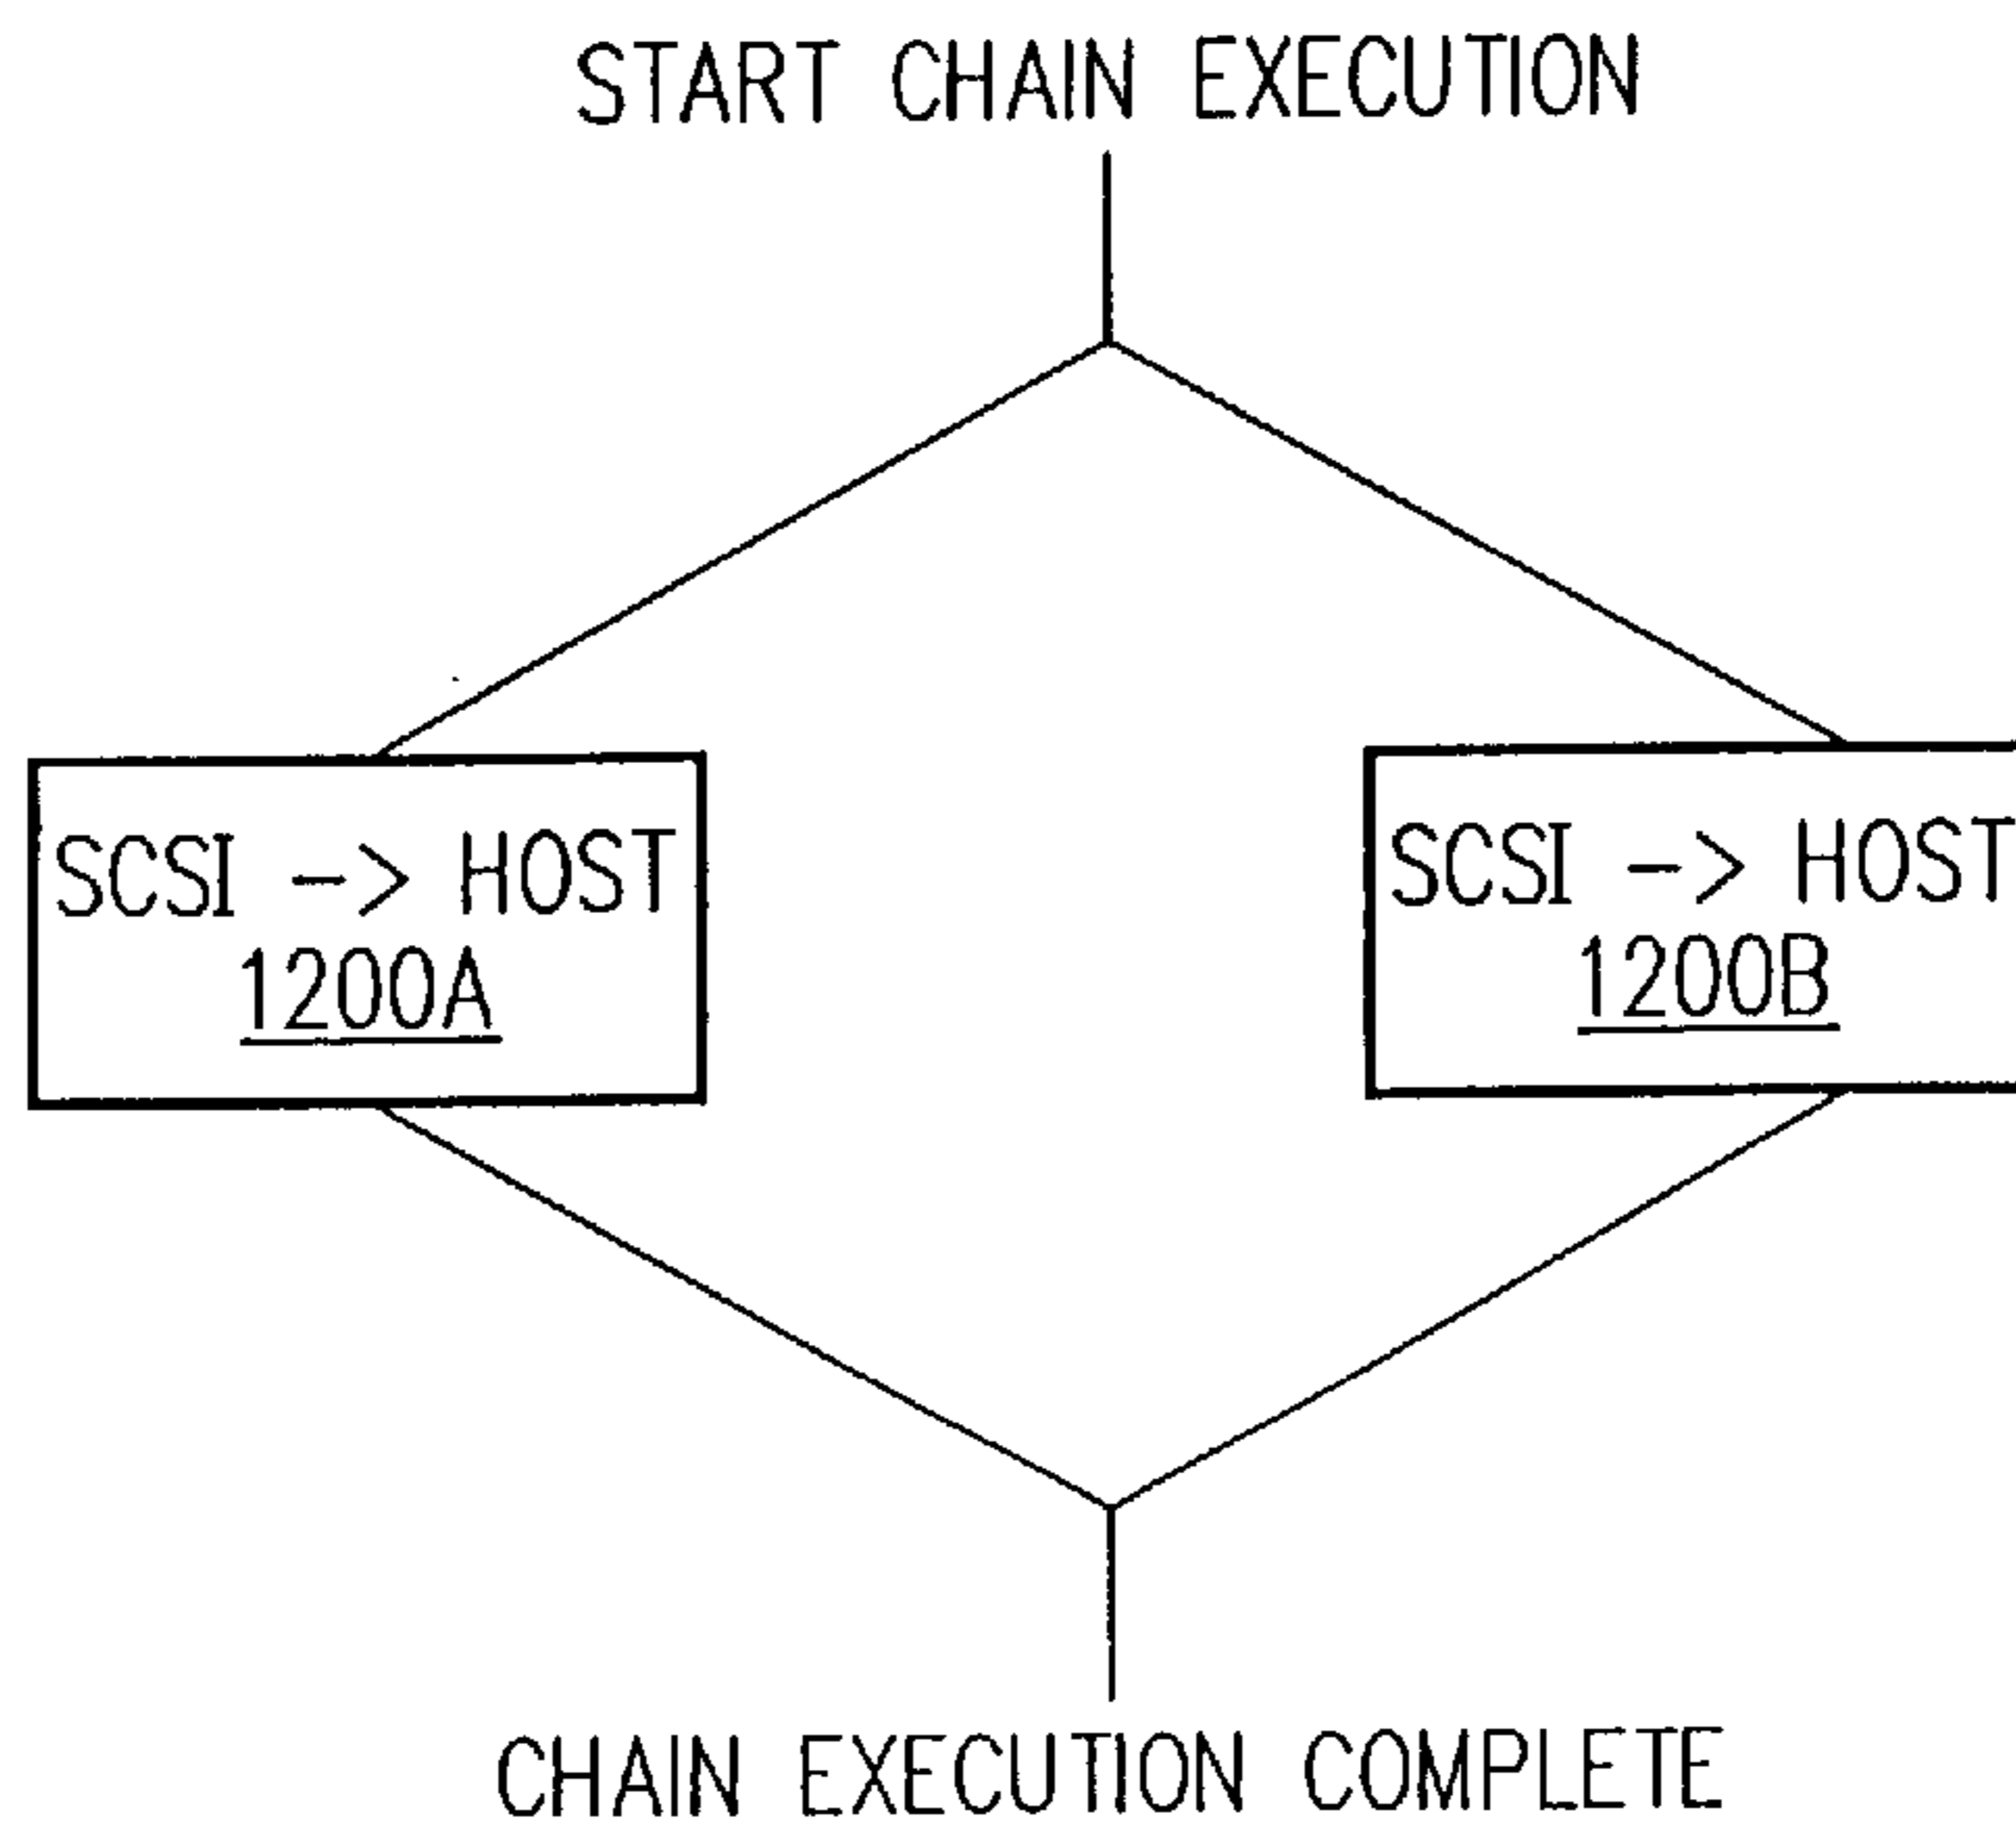 START CHAIN EXECUTION
SCSI -> HOST
1200A
SCSI -> HOST
1200B
CHAIN EXECUTION COMPLETE